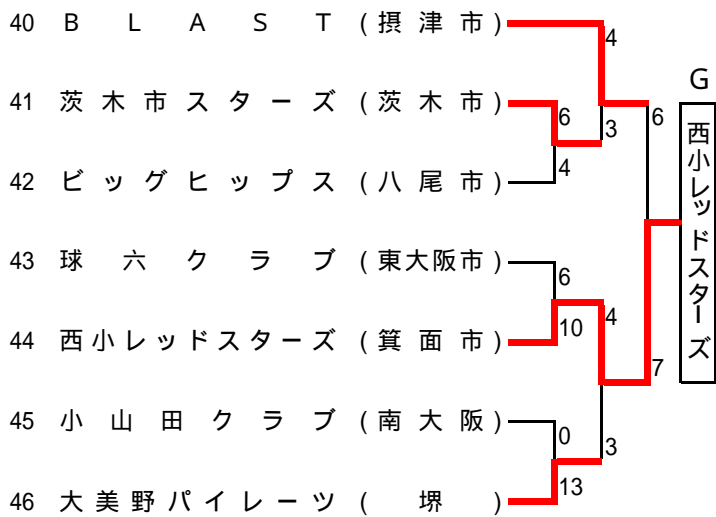 40 BLAST (摂津市)
4
G
41 茨木市スターズ (茨木市)
6
3
6
42 ビッグヒップス (八尾市)
4
西小レッドスターズ
43 球六クラブ (東大阪市)
6
44 西小レッドスターズ (箕面市)
10
4
7
45 小山田クラブ (南大阪)
0
3
46 大美野パイレーツ (堺)
13